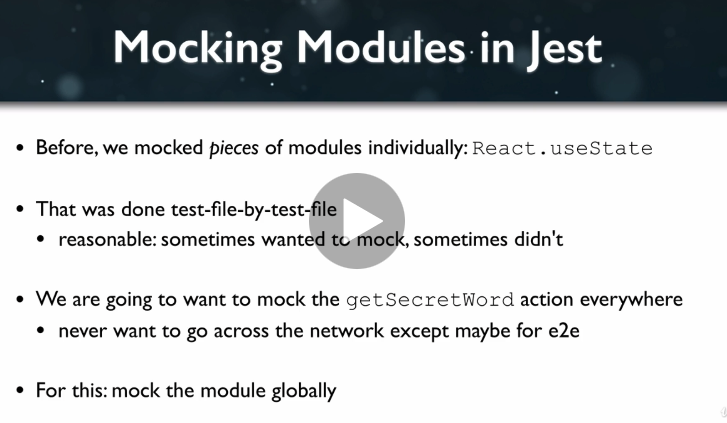 Mocking Modules in Jest
• Before, we mocked pieces of modules individually: React.useState
• That was done test-file-by-test-file
• reasonable: sometimes wanted to mock, sometimes didn't
• We are going to want to mock the getSecretWord action everywhere
• never want to go across the network except maybe for e2e
• For this: mock the module globally